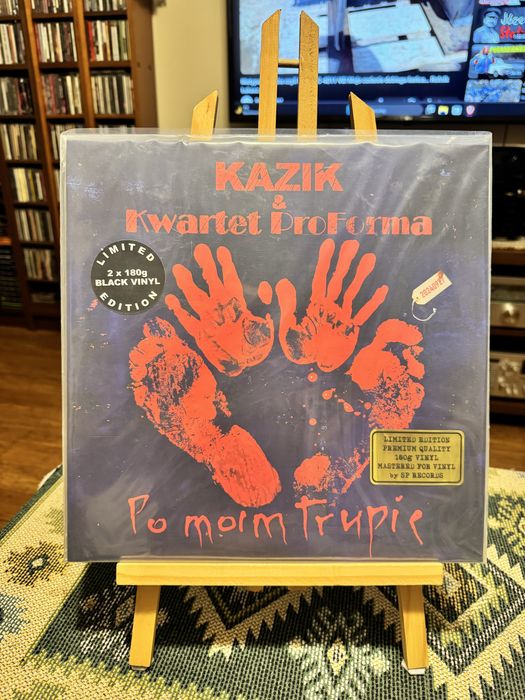 KAZIK
&
Kwartet ProForma
LIMITED
2 x 180g
BLACK VINYL
EDITION
LIMITED EDITION
PREMIUM QUALITY
180g VINYL
MASTERED FOR VINYL
by SP RECORDS
Po moim trupie